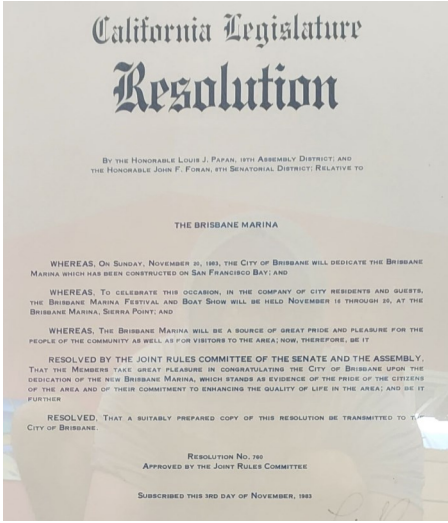 California Legislature
Resolution
BY THE HONORABLE LOUIS J. PAPAN, 19TH ASSEMBLY DISTRICT; AND
THE HONORABLE JOHN F. FORAN, 8TH SENATORIAL DISTRICT; RELATIVE TO
THE BRISBANE MARINA
WHEREAS, ON SUNDAY, NOVEMBER 20, 1983, THE CITY OF BRISBANE WILL DEDICATE THE BRISBANE
MARINA WHICH HAS BEEN CONSTRUCTED ON SAN FRANCISCO BAY; AND
WHEREAS, TO CELEBRATE THIS OCCASION, IN THE COMPANY OF CITY RESIDENTS AND GUESTS,
THE BRISBANE MARINA FESTIVAL AND BOAT SHOW WILL BE HELD NOVEMBER THROUGH 20, AT THE
BRISBANE MARINA, SIERRA POINT; AND
WHEREAS, THE BRISBANE MARINA WILL BE A SOURCE OF GREAT PRIDE AND PLEASURE FOR THE
PEOPLE OF THE COMMUNITY AS WELL AS FOR VISITORS TO THE AREA; NOW, THEREFORE, BE IT
RESOLVED BY THE JOINT RULES COMMITTEE OF THE SENATE AND THE ASSEMBLY,
THAT THE MEMBERS TAKE GREAT PLEASURE IN CONGRATULATING THE CITY OF BRISBANE UPON THE
DEDICATION OF THE NEW BRISBANE MARINA, WHICH STANDS AS EVIDENCE OF THE PRIDE OF THE CITIZENS
OF THE AREA AND OF THEIR COMMITMENT TO ENHANCING THE QUALITY OF LIFE IN THE AREA; AND BE IT
FURTHER
RESOLVED, THAT A SUITABLY PREPARED COPY OF THIS RESOLUTION BE TRANSMITTED TO THE
CITY OF BRISBANE.
RESOLUTION NO. 760
APPROVED BY THE JOINT RULES COMMITTEE
SUBSCRIBED THIS 3RD DAY OF NOVEMBER, 1983